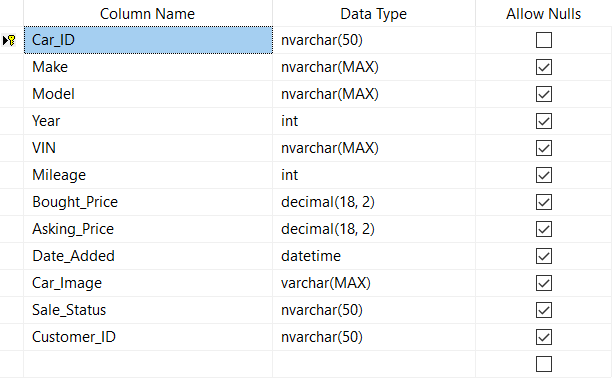 Column Name Data Type Allow Nulls
Car_ID nvarchar(50)
Make nvarchar(MAX)
Model nvarchar(MAX)
Year int
VIN nvarchar(MAX)
Mileage int
Bought_Price decimal(18, 2)
Asking_Price decimal(18, 2)
Date_Added datetime
Car_Image varchar(MAX)
Sale_Status nvarchar(50)
Customer_ID nvarchar(50)